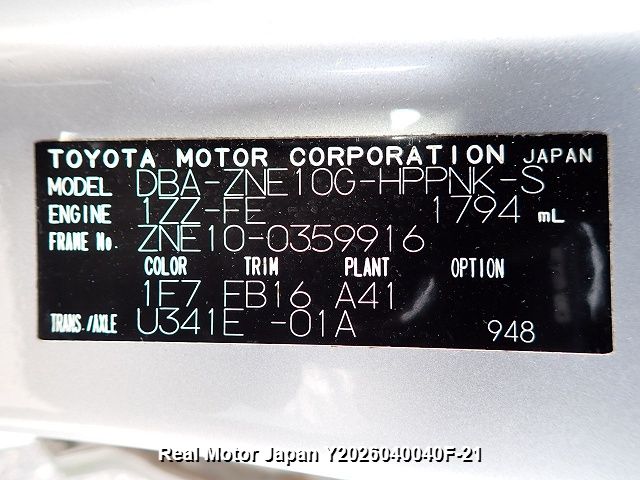 TOYOTA MOTOR CORPORATION JAPAN
MODEL DBA-ZNE10G-HPPNK-S
ENGINE 1ZZ-FE 1794 mL
FRAME No. ZNE10-0359916
COLOR TRIM PLANT OPTION
1F7 FB16 A41
TRANS./AXLE U341E -01A 948
Real Motor Japan Y2026040040F-21